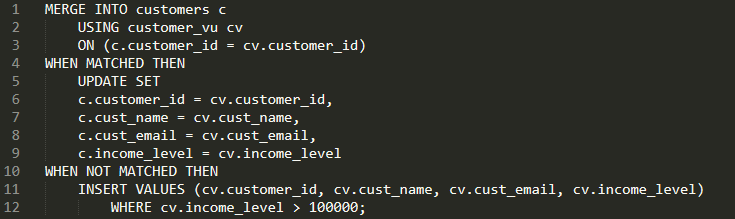 1 MERGE INTO customers c
2 USING customer_vu cv
3 ON (c.customer_id = cv.customer_id)
4 WHEN MATCHED THEN
5 UPDATE SET
6 c.customer_id = cv.customer_id,
7 c.cust_name = cv.cust_name,
8 c.cust_email = cv.cust_email,
9 c.income_level = cv.income_level
10 WHEN NOT MATCHED THEN
11 INSERT VALUES (cv.customer_id, cv.cust_name, cv.cust_email, cv.income_level)
12 WHERE cv.income_level > 100000;